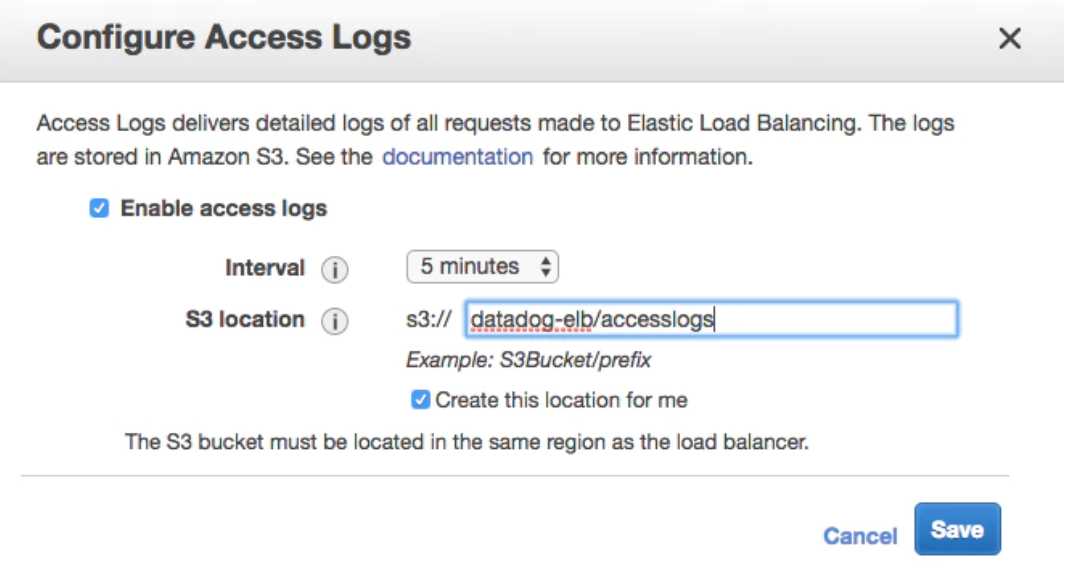 Configure Access Logs
Access Logs delivers detailed logs of all requests made to Elastic Load Balancing. The logs
are stored in Amazon S3. See the documentation for more information.
Enable access logs
Interval i 5 minutes
S3 location i s3:// datadog-elb/accesslogs
Example: S3Bucket/prefix
Create this location for me
The S3 bucket must be located in the same region as the load balancer.
Cancel Save